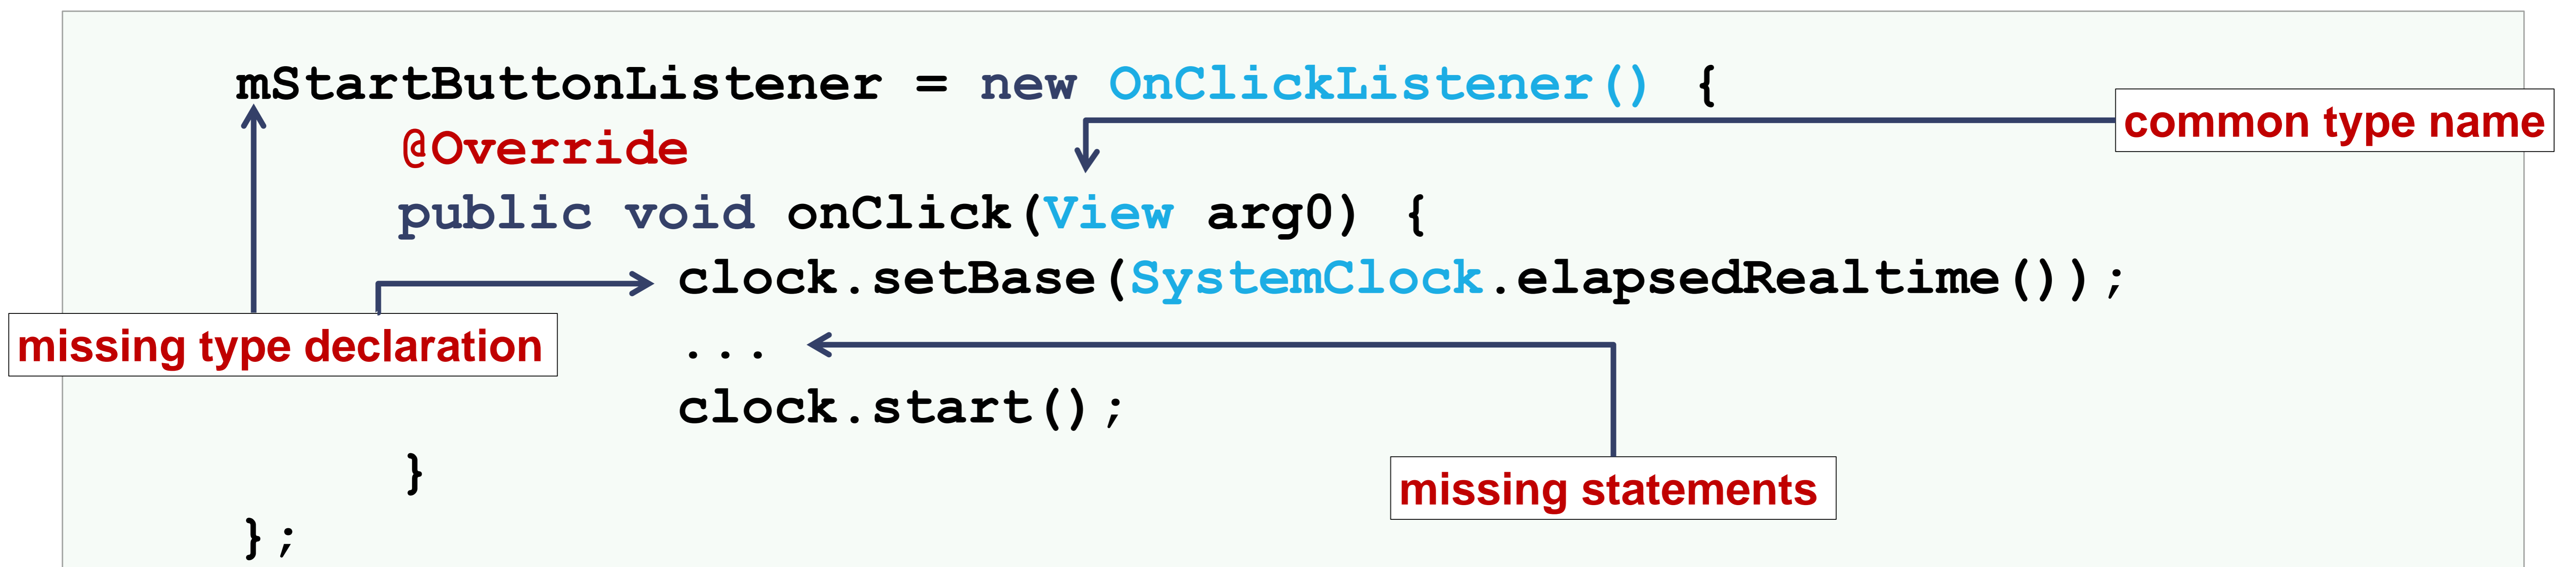 mStartButtonListener = new OnClickListener() {
common type name
@Override
public void onClick(View arg0) {
clock.setBase(SystemClock.elapsedRealtime());
missing type declaration
...
clock.start();
}
missing statements
};